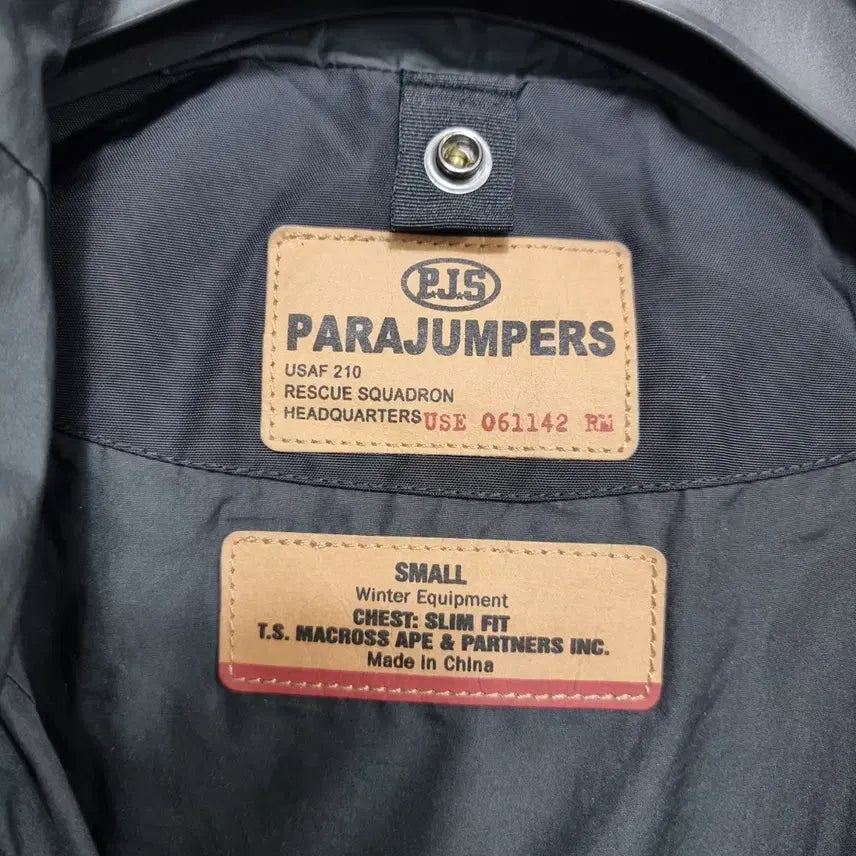 P.J.S
PARAJUMPERS
USAF 210
RESCUE SQUADRON
HEADQUARTERS USE 061142 RM
SMALL
Winter Equipment
CHEST: SLIM FIT
T.S. MACROSS APE & PARTNERS INC.
Made in China